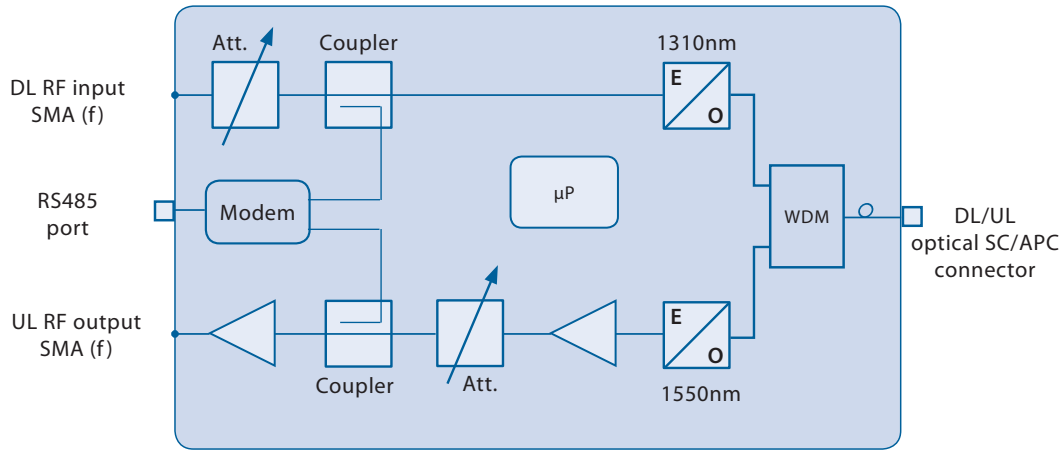 Att.
Coupler
1310nm
DL RF input
SMA (f)
E
O
RS485
port
Modem
µP
WDM
DL/UL
optical SC/APC
connector
UL RF output
SMA (f)
E
O
Coupler
Att.
1550nm